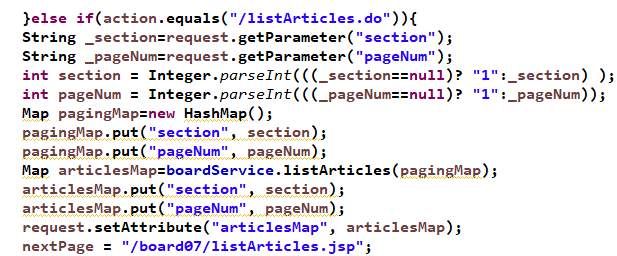 }else if(action.equals("/listArticles.do")){
String _section=request.getParameter("section");
String _pageNum=request.getParameter("pageNum");
int section = Integer.parseInt(((_section==null)? "1":_section) );
int pageNum = Integer.parseInt(((_pageNum==null)? "1":_pageNum));
Map pagingMap=new HashMap();
pagingMap.put("section", section);
pagingMap.put("pageNum", pageNum);
Map articlesMap=boardService.listArticles(pagingMap);
articlesMap.put("section", section);
articlesMap.put("pageNum", pageNum);
request.setAttribute("articlesMap", articlesMap);
nextPage = "/board07/listArticles.jsp";